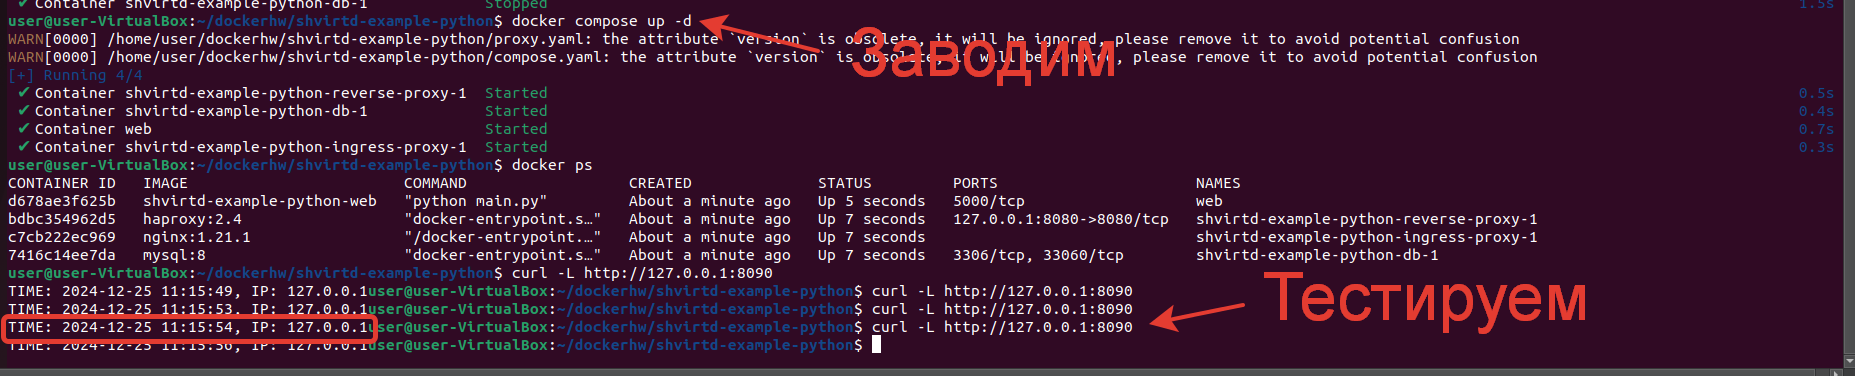 ✔ Container shvirtd-example-python-db-1 Stopped 1.5s
user@user-VirtualBox:~/dockerhw/shvirtd-example-python$ docker compose up -d
WARN[0000] /home/user/dockerhw/shvirtd-example-python/proxy.yaml: the attribute `version` is obsolete, it will be ignored, please remove it to avoid potential confusion
WARN[0000] /home/user/dockerhw/shvirtd-example-python/compose.yaml: the attribute `version` is obsolete, it will be ignored, please remove it to avoid potential confusion
Заводим
[+] Running 4/4
✔ Container shvirtd-example-python-reverse-proxy-1 Started 0.5s
✔ Container shvirtd-example-python-db-1 Started 0.4s
✔ Container web Started 0.7s
✔ Container shvirtd-example-python-ingress-proxy-1 Started 0.3s
user@user-VirtualBox:~/dockerhw/shvirtd-example-python$ docker ps
CONTAINER ID IMAGE COMMAND CREATED STATUS PORTS NAMES
d678ae3f625b shvirtd-example-python-web "python main.py" About a minute ago Up 5 seconds 5000/tcp web
bdbc354962d5 haproxy:2.4 "docker-entrypoint.s…" About a minute ago Up 7 seconds 127.0.0.1:8080->8080/tcp shvirtd-example-python-reverse-proxy-1
c7cb222ec969 nginx:1.21.1 "/docker-entrypoint.…" About a minute ago Up 7 seconds shvirtd-example-python-ingress-proxy-1
7416c14ee7da mysql:8 "docker-entrypoint.s…" About a minute ago Up 7 seconds 3306/tcp, 33060/tcp shvirtd-example-python-db-1
user@user-VirtualBox:~/dockerhw/shvirtd-example-python$ curl -L http://127.0.0.1:8090
TIME: 2024-12-25 11:15:49, IP: 127.0.0.1user@user-VirtualBox:~/dockerhw/shvirtd-example-python$ curl -L http://127.0.0.1:8090
TIME: 2024-12-25 11:15:53, IP: 127.0.0.1user@user-VirtualBox:~/dockerhw/shvirtd-example-python$ curl -L http://127.0.0.1:8090
TIME: 2024-12-25 11:15:54, IP: 127.0.0.1user@user-VirtualBox:~/dockerhw/shvirtd-example-python$ curl -L http://127.0.0.1:8090
TIME: 2024-12-25 11:15:56, IP: 127.0.0.1user@user-VirtualBox:~/dockerhw/shvirtd-example-python$
Тестируем